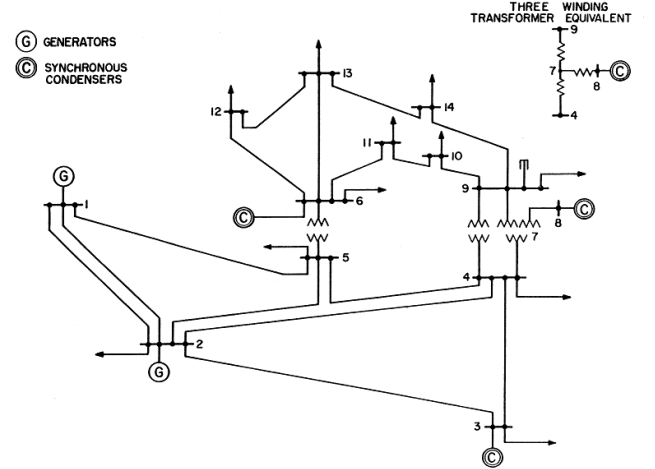 THREE WINDING
TRANSFORMER EQUIVALENT
G GENERATORS
C SYNCHRONOUS
CONDENSERS
9
7
C
8
4
13
14
12
11
10
G
1
9
6
C
C
8
7
5
4
2
G
3
C